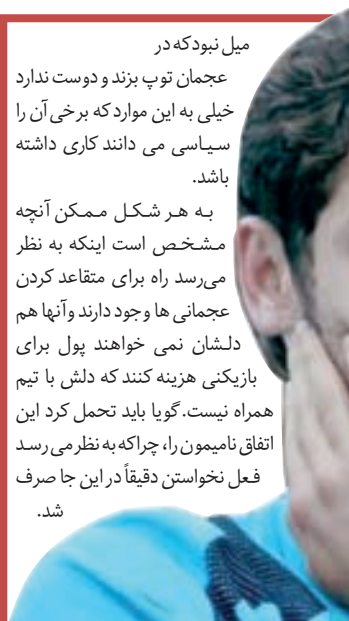 میل نبود که در
عجمان توپ بزند و دوست ندارد
خیلی به این موارد که برخی آن را
سیاسی می دانند کاری داشته
باشد.
به هر شکل ممکن آنچه
مشخص است اینکه به نظر
می‌رسد راه برای متقاعد کردن
عجمانی ها وجود دارند و آنها هم
دلشان نمی خواهند پول برای
بازیکنی هزینه کنند که دلش با تیم
همراه نیست. گویا باید تحمل کرد این
اتفاق نامیمون را، چراکه به نظر می رسد
فعل نخواستن دقیقاً در این جا صرف
شد.